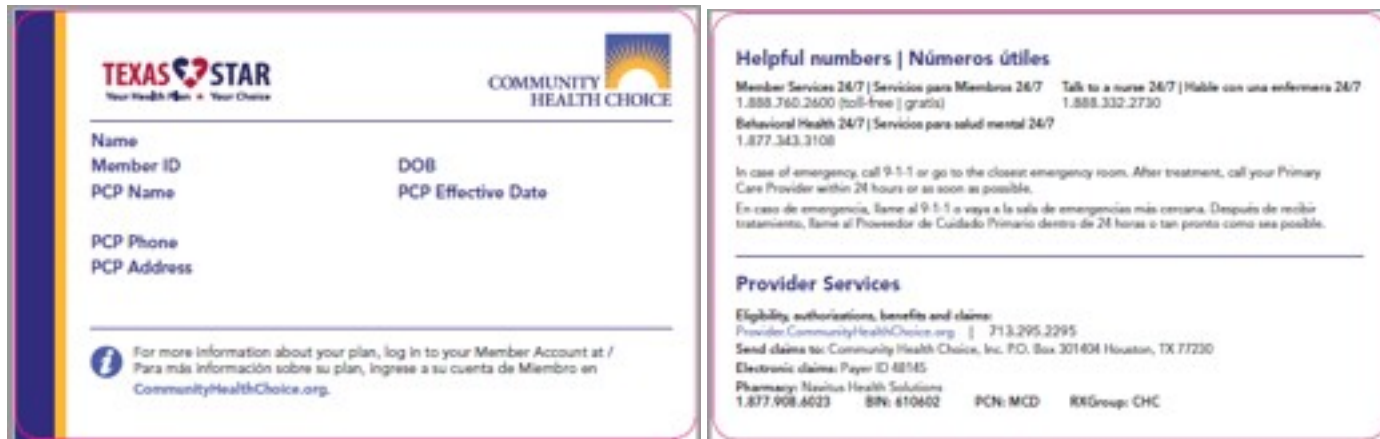 TEXAS STAR
Your Health Plan ★ Your Choice
COMMUNITY
HEALTH CHOICE
Name
Member ID
DOB
PCP Name
PCP Effective Date
PCP Phone
PCP Address
For more information about your plan, log in to your Member Account at /
Para más información sobre su plan, ingrese a su cuenta de Miembro en
CommunityHealthChoice.org.
Helpful numbers | Números útiles
Member Services 24/7 | Servicios para Miembros 24/7
1.888.760.2600 (toll-free | gratis)
Talk to a nurse 24/7 | Hable con una enfermera 24/7
1.888.332.2730
Behavioral Health 24/7 | Servicios para salud mental 24/7
1.877.343.3108
In case of emergency, call 9-1-1 or go to the closest emergency room. After treatment, call your Primary
Care Provider within 24 hours or as soon as possible.
En caso de emergencia, llame al 9-1-1 o vaya a la sala de emergencias más cercana. Después de recibir
tratamiento, llame al Proveedor de Cuidado Primario dentro de 24 horas o tan pronto como sea posible.
Provider Services
Eligibility, authorizations, benefits and claims:
Provider.CommunityHealthChoice.org | 713.295.2295
Send claims to: Community Health Choice, Inc. P.O. Box 301404 Houston, TX 77230
Electronic claims: Payer ID 48145
Pharmacy: Navitus Health Solutions
1.877.908.6023 BIN: 610602 PCN: MCD RXGroup: CHC